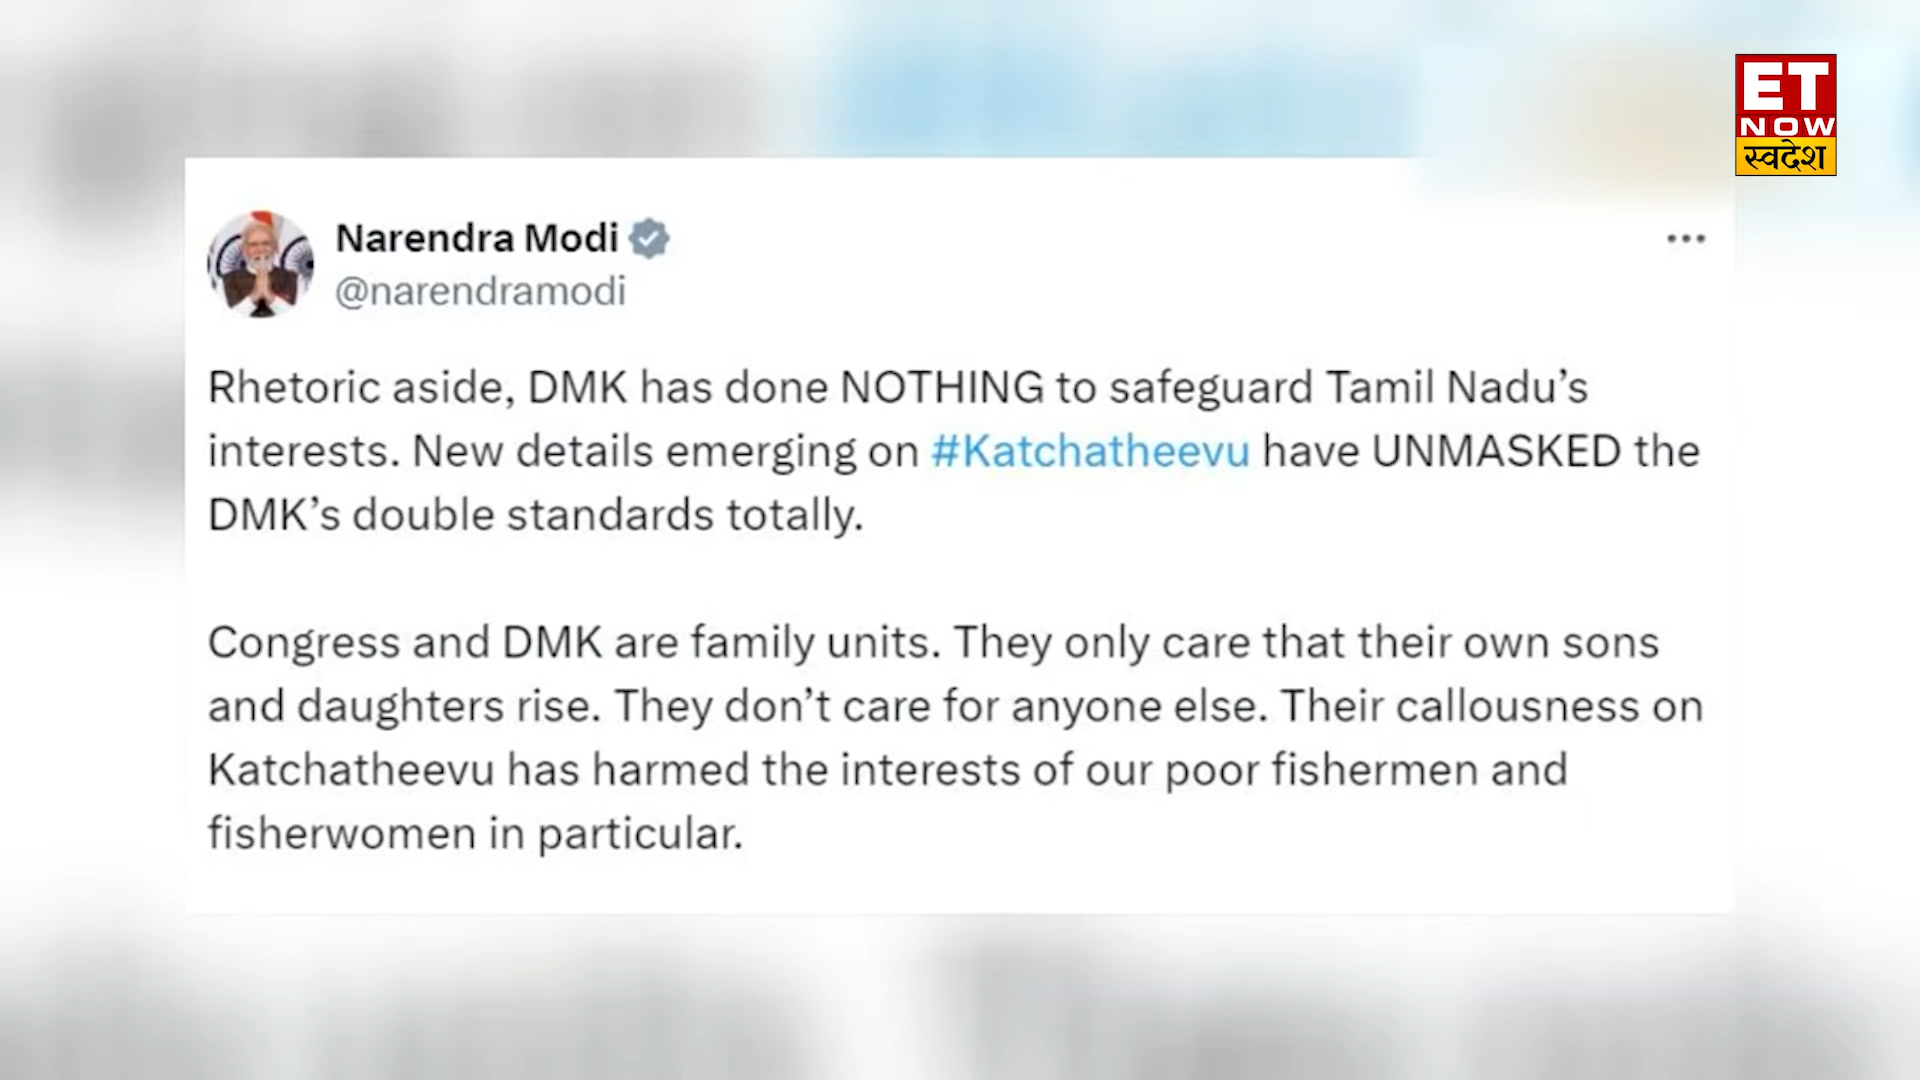 ET
NOW
स्वदेश
Narendra Modi
@narendramodi
Rhetoric aside, DMK has done NOTHING to safeguard Tamil Nadu’s
interests. New details emerging on #Katchatheevu have UNMASKED the
DMK’s double standards totally.
Congress and DMK are family units. They only care that their own sons
and daughters rise. They don’t care for anyone else. Their callousness on
Katchatheevu has harmed the interests of our poor fishermen and
fisherwomen in particular.